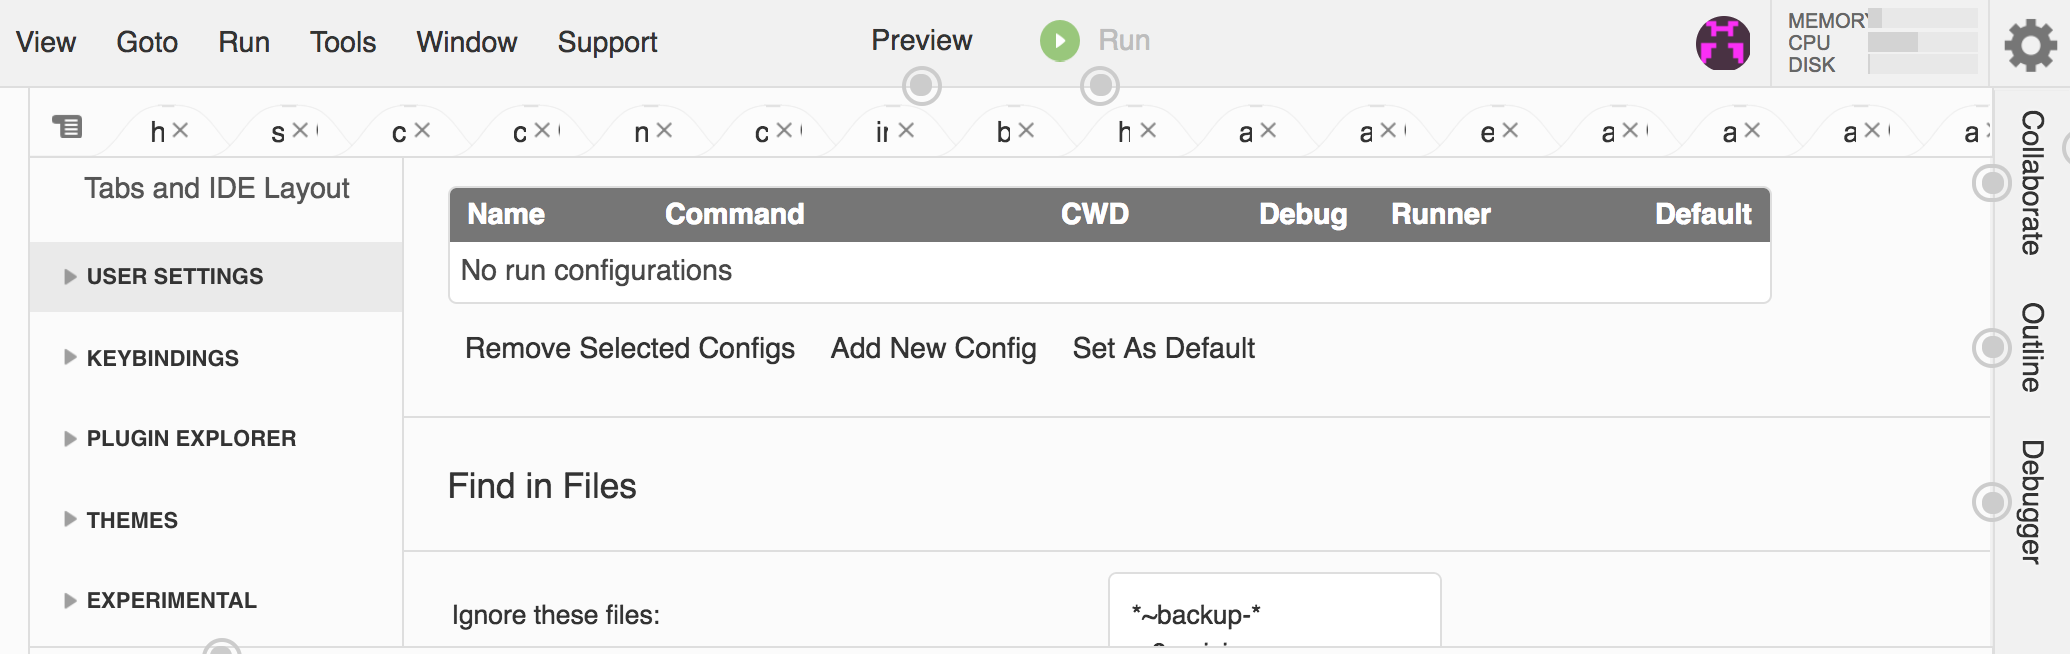 View Goto Run Tools Window Support Preview Run
MEMORY
CPU
DISK
h s c c n c b h a a e a a a a
Tabs and IDE Layout
USER SETTINGS
KEYBINDINGS
PLUGIN EXPLORER
THEMES
EXPERIMENTAL
Name Command CWD Debug Runner Default
No run configurations
Remove Selected Configs Add New Config Set As Default
Find in Files
Ignore these files:
*~backup-*
Collaborate
Outline
Debugger